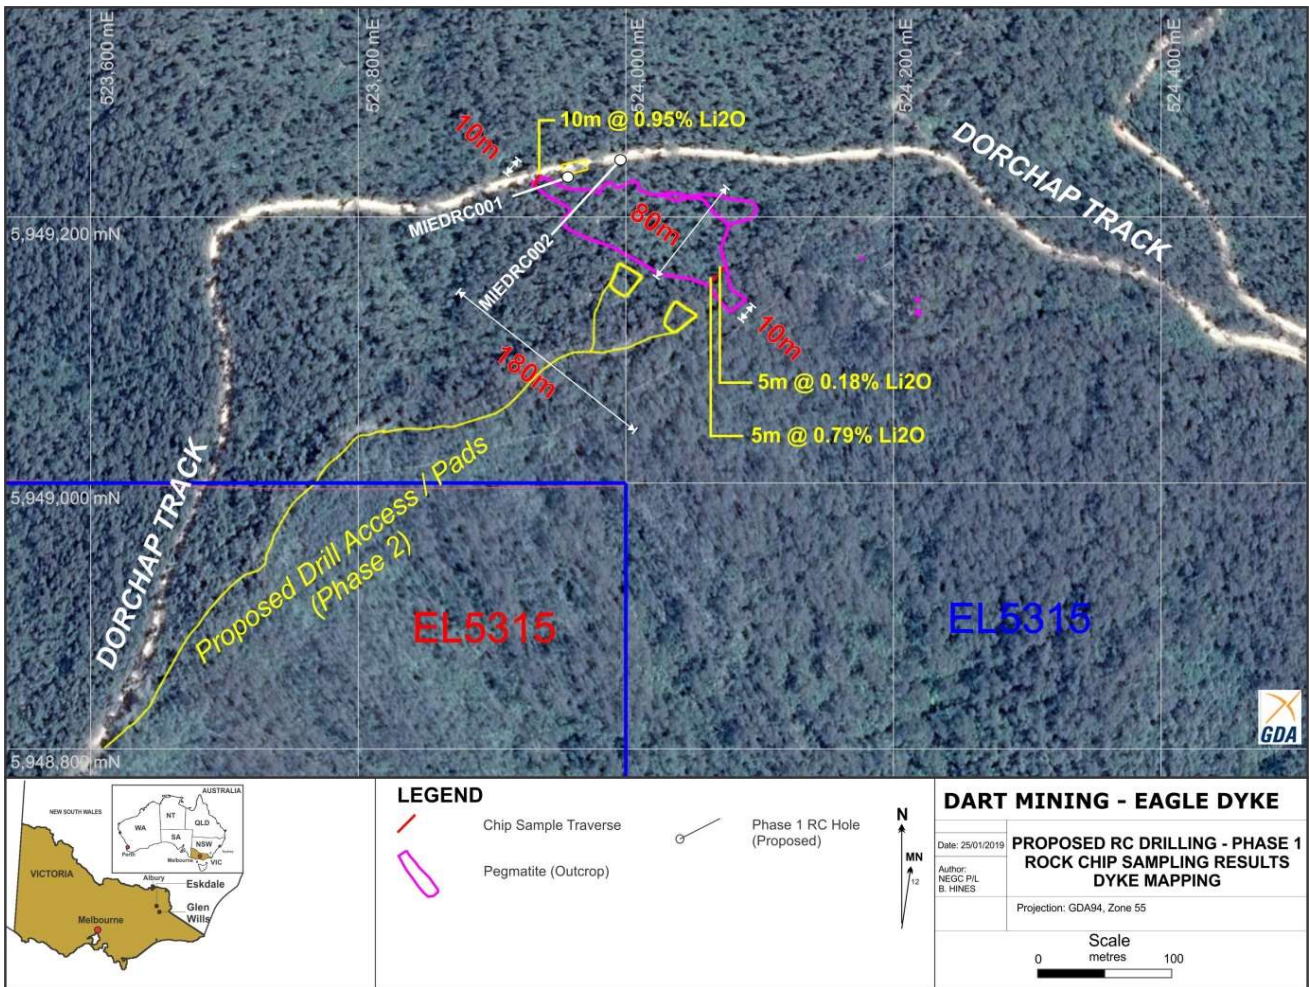 523,600 mE
523,800 mE
524,000 mE
524,200 mE
524,400 mE
10m @ 0.95% Li2O
10m
DORCHAP TRACK
MIEDRC001
80m
5,949,200 mN
MIEDRC002
10m
180m
5m @ 0.18% Li2O
5m @ 0.79% Li2O
DORCHAP TRACK
5,949,000 mN
Proposed Drill Access / Pads
(Phase 2)
EL5315
EL5315
GDA
5,948,800 mN
NEW SOUTH WALES
AUSTRALIA
WA
NT
QLD
SA
NSW
VIC
Perth
Melbourne
Sydney
VICTORIA
Albury
Eskdale
Glen
Wills
Melbourne
LEGEND
Chip Sample Traverse
Pegmatite (Outcrop)
Phase 1 RC Hole
(Proposed)
N
MN
12
DART MINING - EAGLE DYKE
Date: 25/01/2019
Author:
NEGC P/L
B. HINES
PROPOSED RC DRILLING - PHASE 1
ROCK CHIP SAMPLING RESULTS
DYKE MAPPING
Projection: GDA94, Zone 55
Scale
metres
0
100